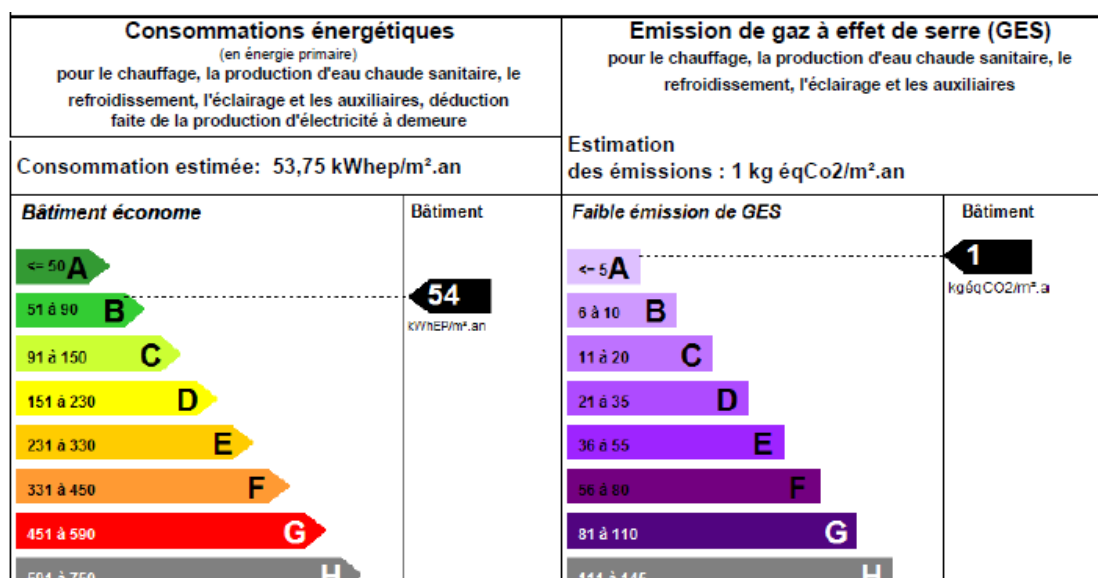 Consommations énergétiques
(en énergie primaire)
pour le chauffage, la production d'eau chaude sanitaire, le
refroidissement, l'éclairage et les auxiliaires, déduction
faite de la production d'électricité à demeure
Consommation estimée: 53,75 kWhep/m².an
Bâtiment économe
Bâtiment
<= 50 A
51 à 90 B
54
kWhEP/m².an
91 à 150 C
151 à 230 D
231 à 330 E
331 à 450 F
451 à 590 G
591 à 750 H
Emission de gaz à effet de serre (GES)
pour le chauffage, la production d'eau chaude sanitaire, le
refroidissement, l'éclairage et les auxiliaires
Estimation
des émissions : 1 kg éqCo2/m².an
Faible émission de GES
Bâtiment
<= 5 A
1
kgéqCO2/m².a
6 à 10 B
11 à 20 C
21 à 35 D
36 à 55 E
56 à 80 F
81 à 110 G
111 à 145 H